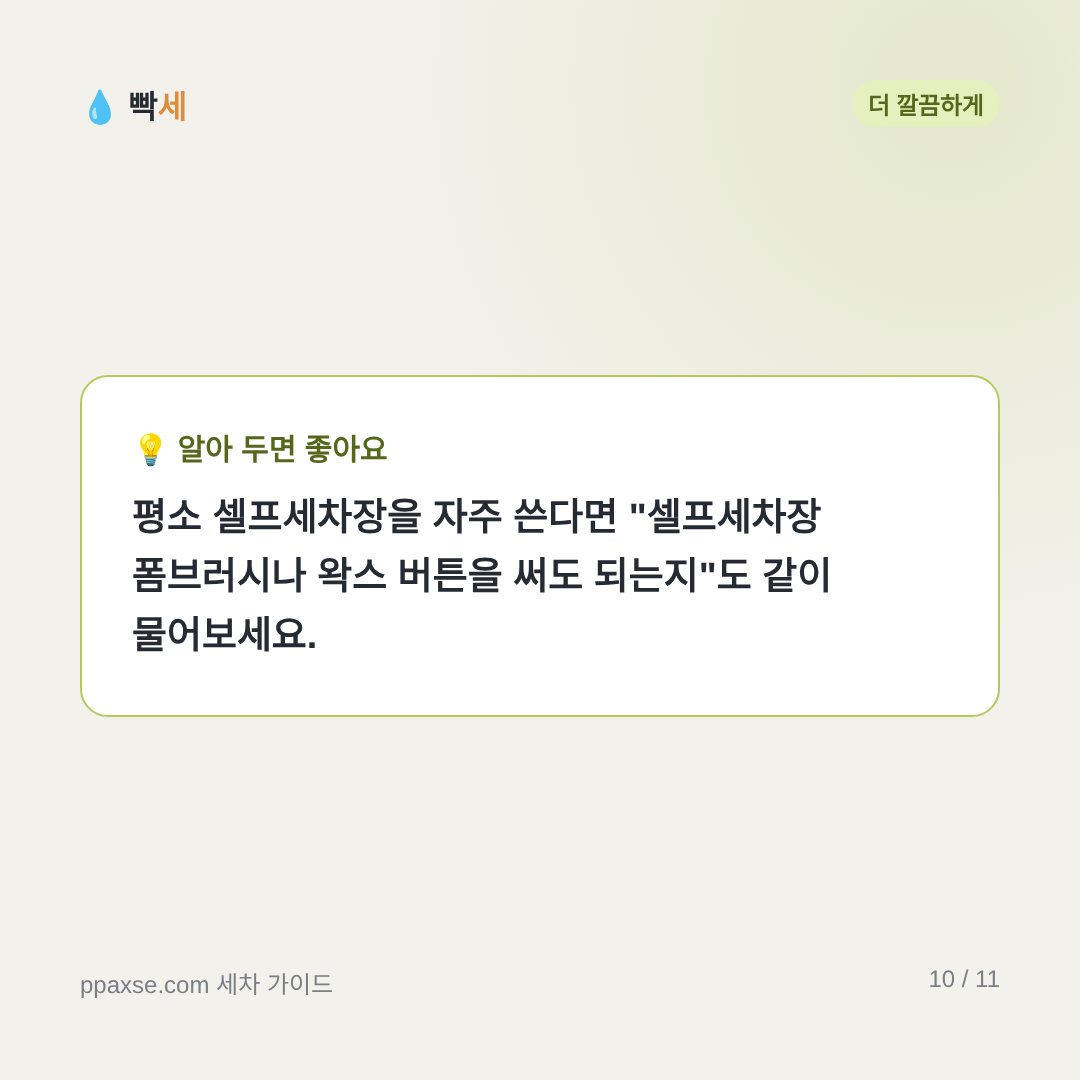 💧 빡세
더 깔끔하게
💡 알아 두면 좋아요
평소 셀프세차장을 자주 쓴다면 "셀프세차장
폼브러시나 왁스 버튼을 써도 되는지"도 같이
물어보세요.
ppaxse.com 세차 가이드
10 / 11